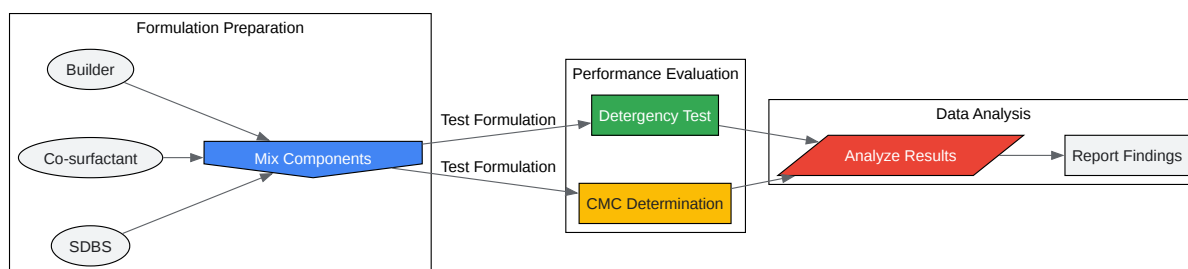 Formulation Preparation
Builder
Co-surfactant
SDBS
Mix Components
Test Formulation
Test Formulation
Performance Evaluation
Detergency Test
CMC Determination
Data Analysis
Analyze Results
Report Findings